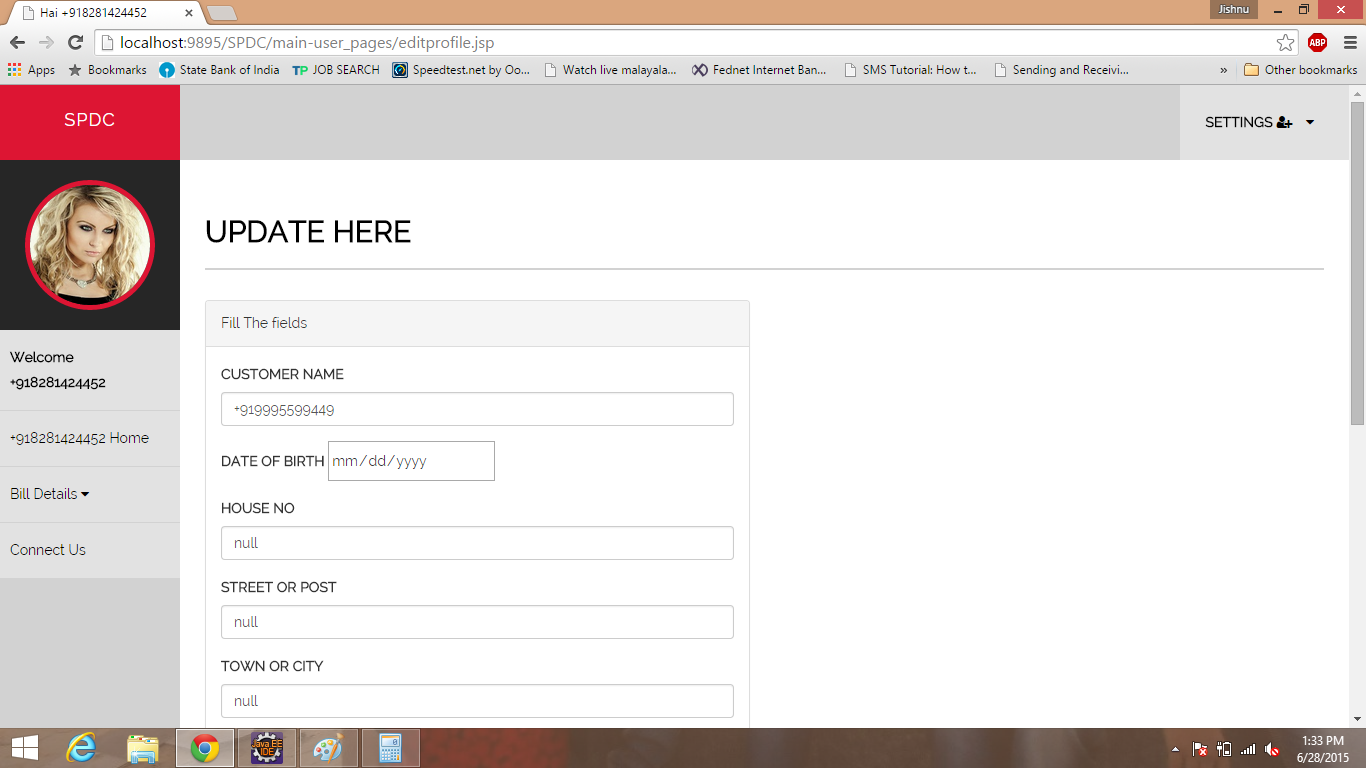 Hai +918281424452
Jishnu
localhost:9895/SPDC/main-user_pages/editprofile.jsp
ABP
Apps
Bookmarks
State Bank of India
TP JOB SEARCH
Speedtest.net by Oo...
Watch live malayala...
Fednet Internet Ban...
SMS Tutorial: How t...
Sending and Receivi...
»
Other bookmarks
SPDC
SETTINGS
UPDATE HERE
Fill The fields
Welcome
+918281424452
CUSTOMER NAME
+919995599449
+918281424452 Home
DATE OF BIRTH mm/dd/yyyy
Bill Details
HOUSE NO
null
Connect Us
STREET OR POST
null
TOWN OR CITY
null
Java EE
IDE
1:33 PM
6/28/2015